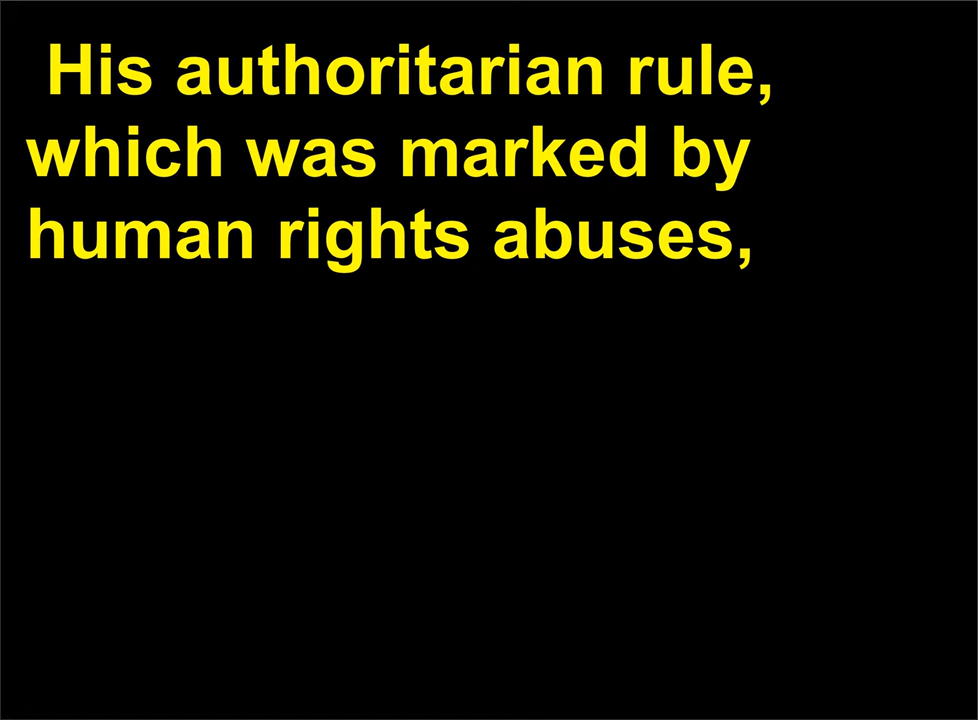 His authoritarian rule,
which was marked by
human rights abuses,